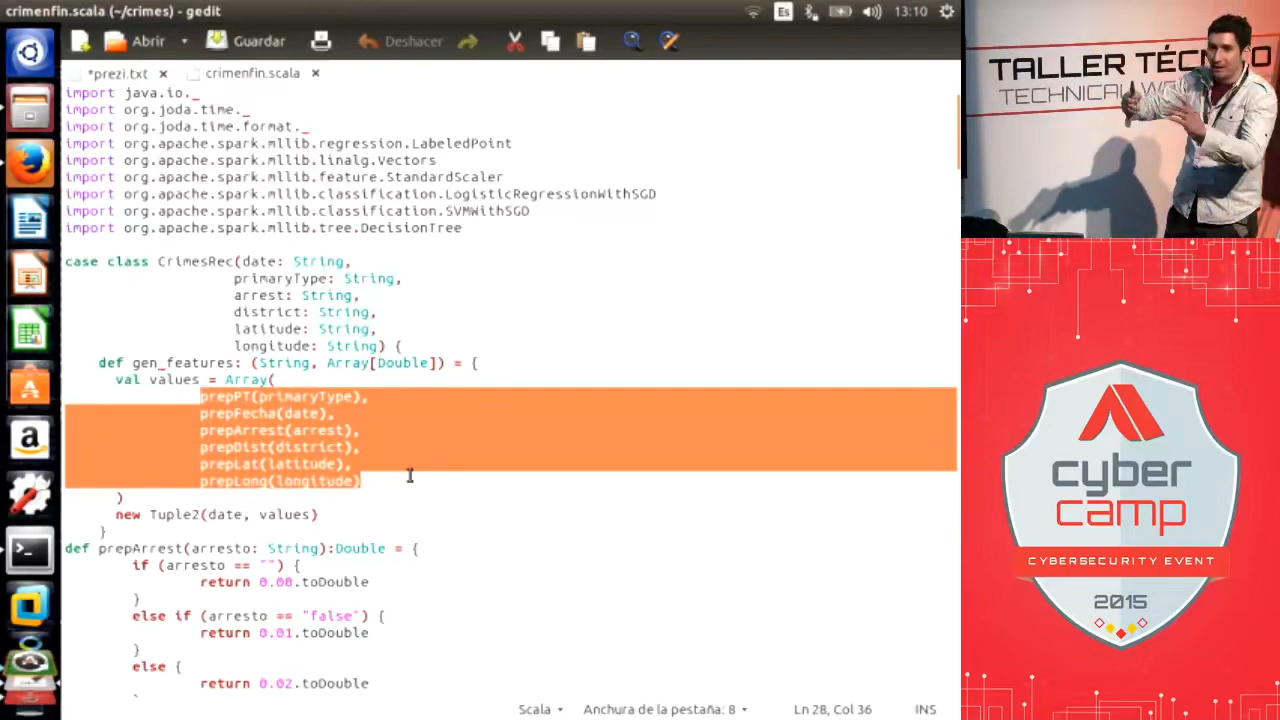 crimenfin.scala (~/crimes) - gedit
Es
13:10
Abrir
Guardar
Deshacer
*prezi.txt
crimenfin.scala
import java.io._
import org.joda.time._
import org.joda.time.format._
import org.apache.spark.mllib.regression.LabeledPoint
import org.apache.spark.mllib.linalg.Vectors
import org.apache.spark.mllib.feature.StandardScaler
import org.apache.spark.mllib.classification.LogisticRegressionWithSGD
import org.apache.spark.mllib.classification.SVMWithSGD
import org.apache.spark.mllib.tree.DecisionTree
case class CrimesRec(date: String,
primaryType: String,
arrest: String,
district: String,
latitude: String,
longitude: String) {
def gen_features: (String, Array[Double]) = {
val values = Array(
prepPT(primaryType),
prepFecha(date),
prepArrest(arrest),
prepDist(district),
prepLat(latitude),
prepLong(longitude)
)
new Tuple2(date, values)
}
def prepArrest(arresto: String):Double = {
if (arresto == "") {
return 0.00.toDouble
}
else if (arresto == "false") {
return 0.01.toDouble
}
else {
return 0.02.toDouble
Scala
Anchura de la pestaña: 8
Ln 28, Col 36
INS
TALLER TÉCNICO
TECHNICAL
cyber
camp
CYBERSECURITY EVENT
2015